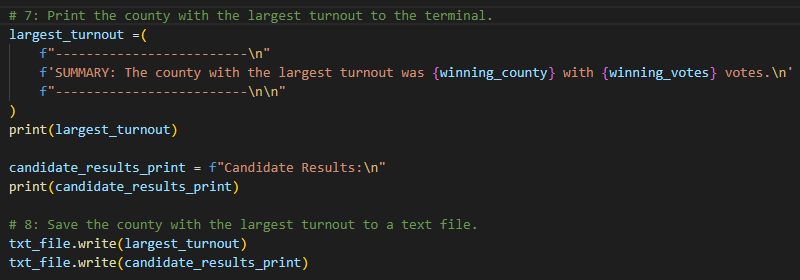 # 7: Print the county with the largest turnout to the terminal.
largest_turnout =(
    f"-------------------------\n"
    f'SUMMARY: The county with the largest turnout was {winning_county} with {winning_votes} votes.\n'
    f"-------------------------\n\n"
)
print(largest_turnout)

candidate_results_print = f"Candidate Results:\n"
print(candidate_results_print)

# 8: Save the county with the largest turnout to a text file.
txt_file.write(largest_turnout)
txt_file.write(candidate_results_print)